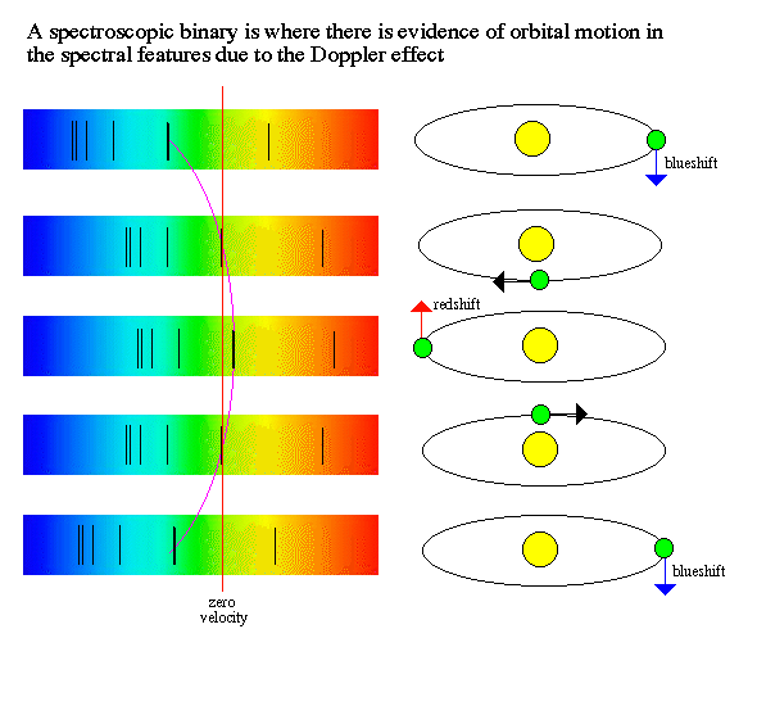 A spectroscopic binary is where there is evidence of orbital motion in
the spectral features due to the Doppler effect
blueshift
redshift
blueshift
zero
velocity